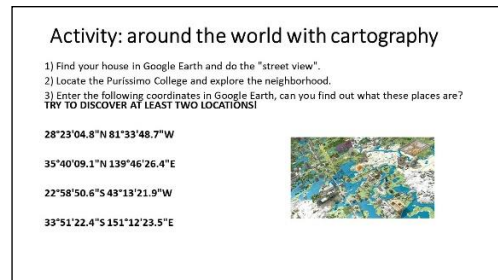 Activity: around the world with cartography
1) Find your house in Google Earth and do the "street view".
2) Locate the Puríssimo College and explore the neighborhood.
3) Enter the following coordinates in Google Earth, can you find out what these places are?
TRY TO DISCOVER AT LEAST TWO LOCATIONS!
28°23'04.8"N 81°33'48.7"W
35°40'09.1"N 139°46'26.4"E
22°58'50.6"S 43°13'21.9"W
33°51'22.4"S 151°12'23.5"E